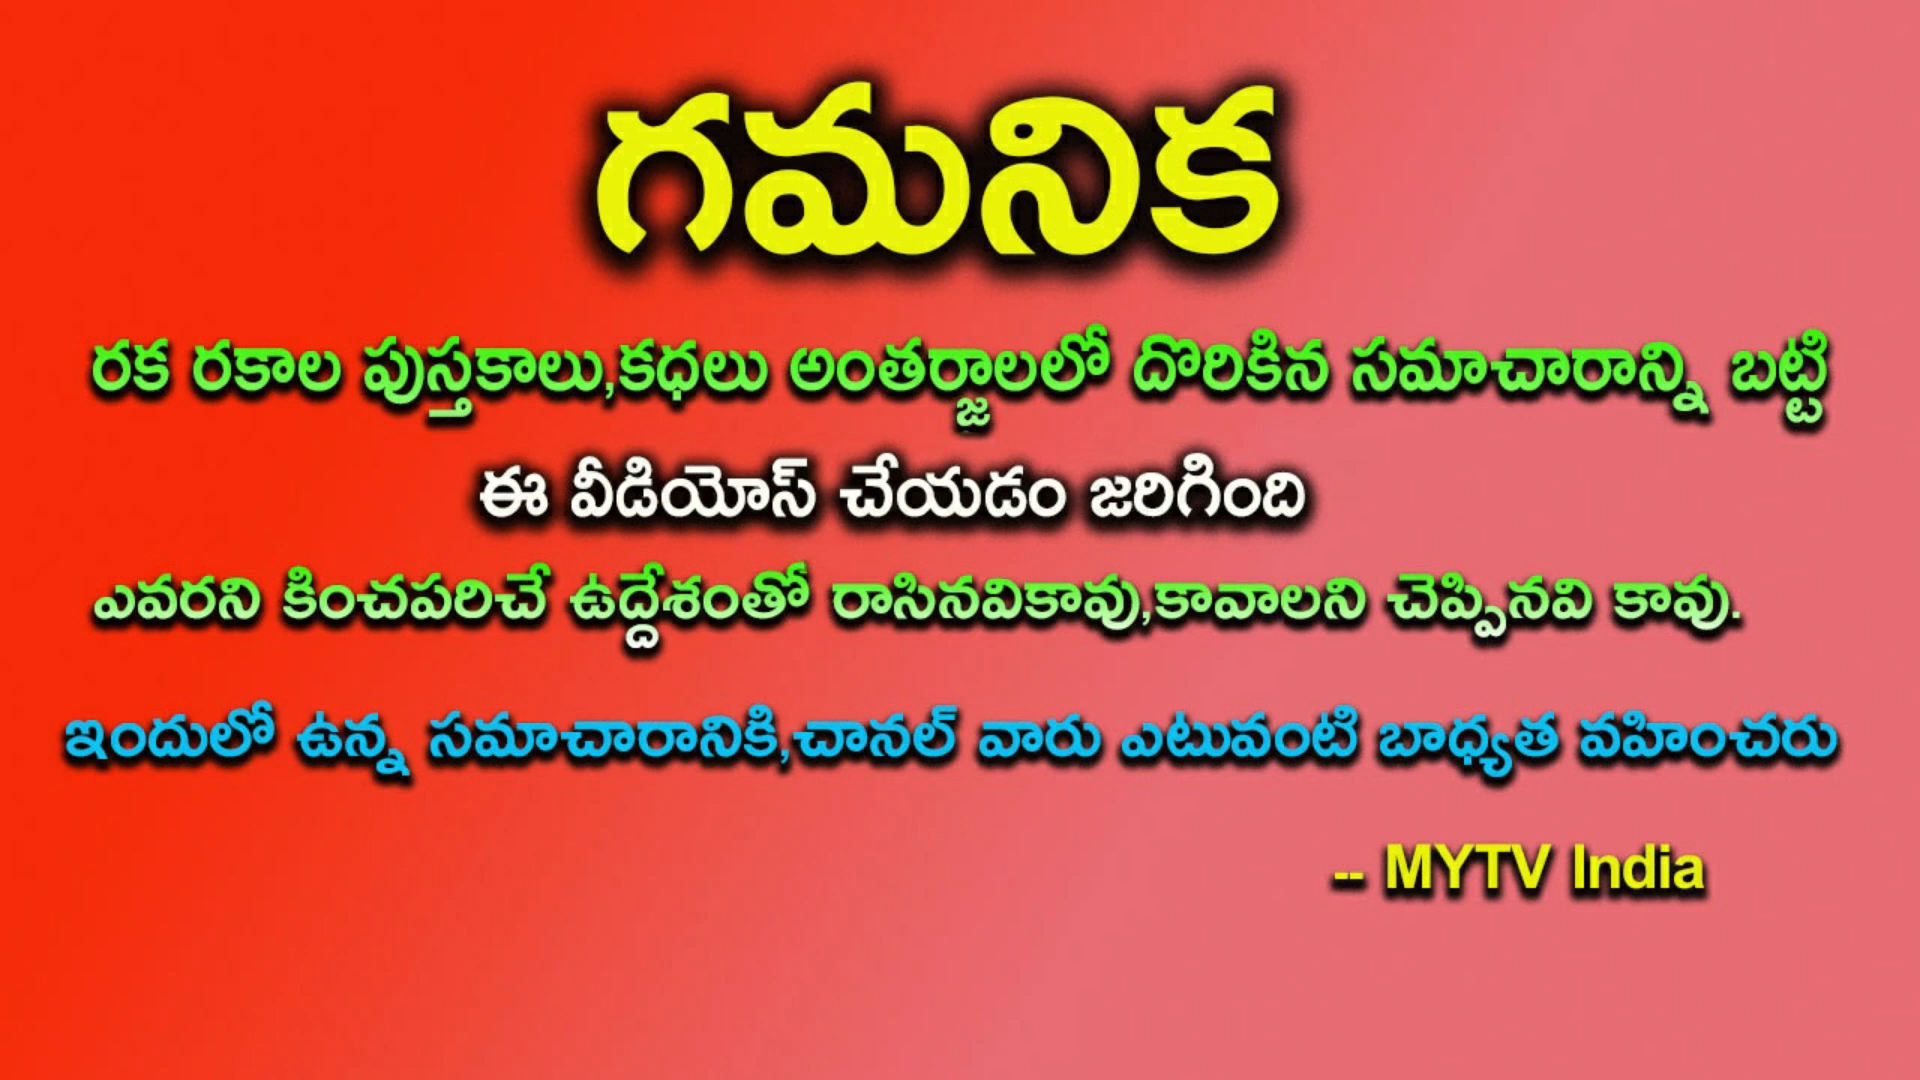 గమనిక
రక రకాల పుస్తకాలు,కధలు అంతర్జాలలో దొరికిన సమాచారాన్ని బట్టి
ఈ వీడియోస్ చేయడం జరిగింది
ఎవరని కించపరిచే ఉద్దేశంతో రాసినవికావు,కావాలని చెప్పినవి కావు.
ఇందులో ఉన్న సమాచారానికి,చానల్ వారు ఎటువంటి బాధ్యత వహించరు
-- MYTV India